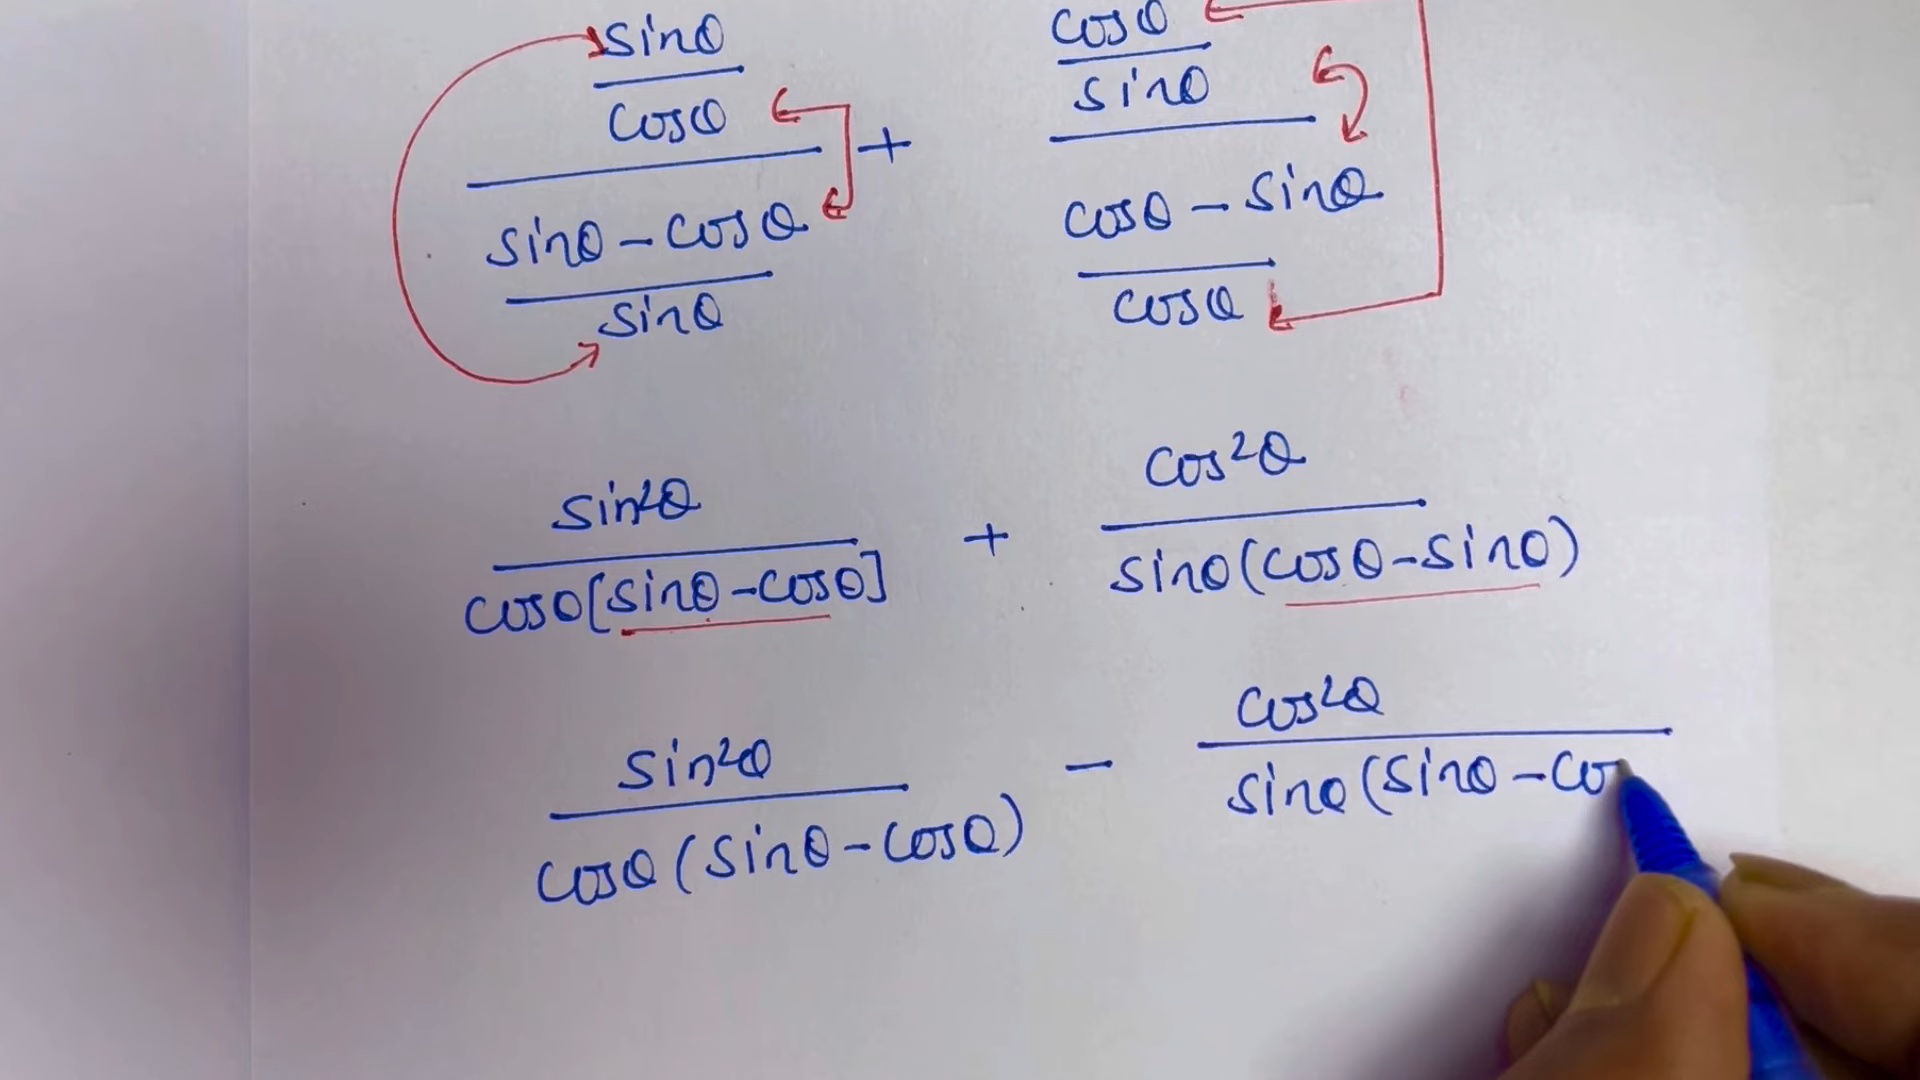 sinθ cosθ
cosθ sinθ
+
sinθ - cosθ cosθ - sinθ
sinθ cosθ
sin²θ + cos²θ
cosθ[sinθ - cosθ] sinθ(cosθ - sinθ)
sin²θ - cos²θ
cosθ(sinθ - cosθ) sinθ(sinθ - co